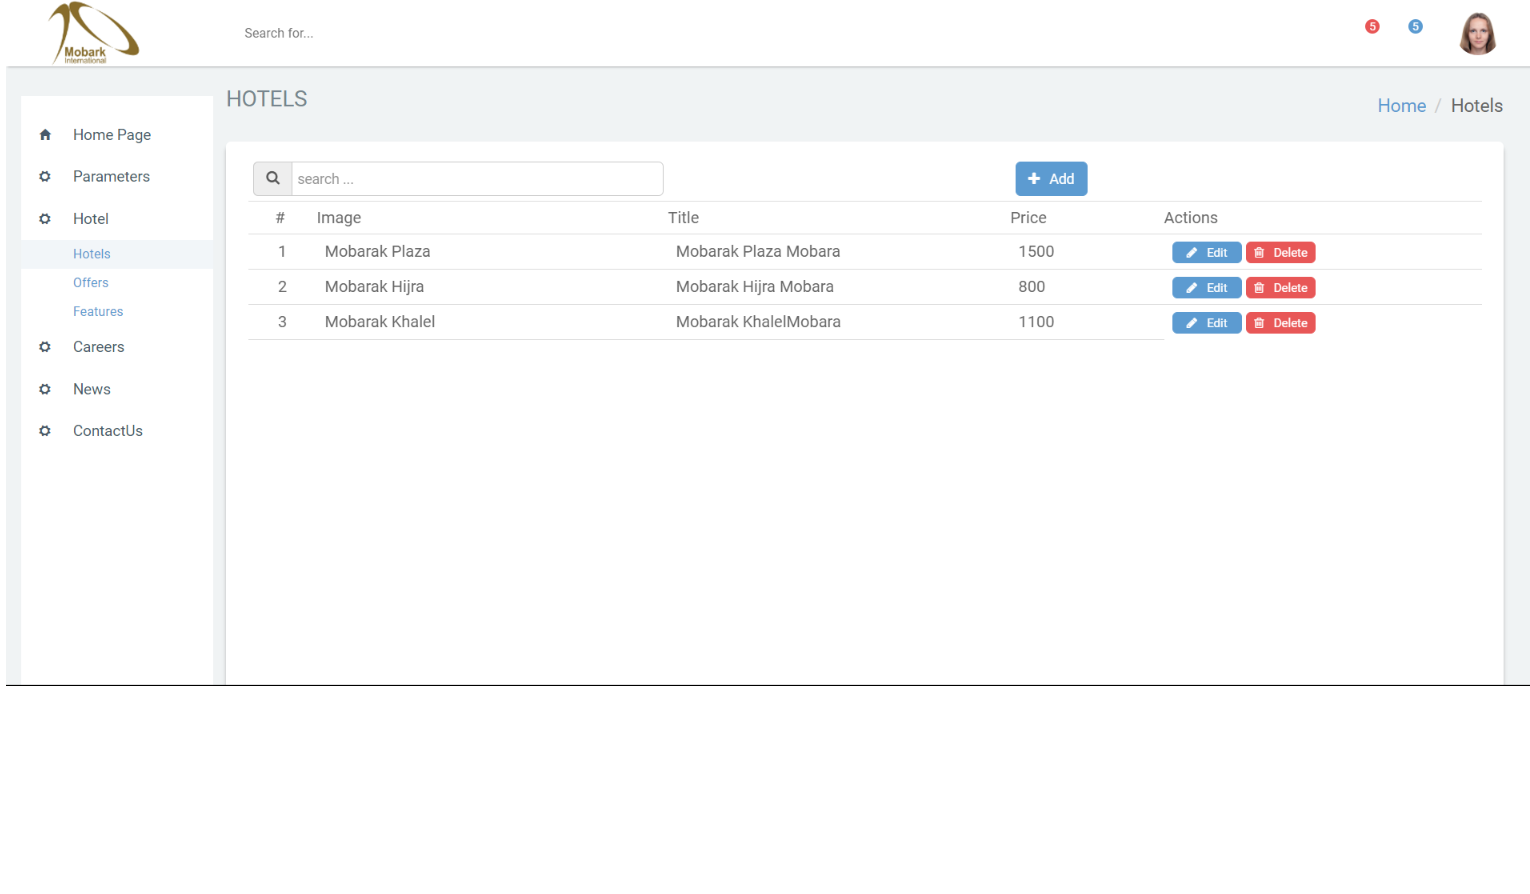 Mobark
International
Search for...
5
5
HOTELS
Home / Hotels
Home Page
Parameters
Hotel
Hotels
Offers
Features
Careers
News
ContactUs
search ...
Add
# Image Title Price Actions
1 Mobarak Plaza Mobarak Plaza Mobara 1500 Edit Delete
2 Mobarak Hijra Mobarak Hijra Mobara 800 Edit Delete
3 Mobarak Khalel Mobarak KhalelMobara 1100 Edit Delete